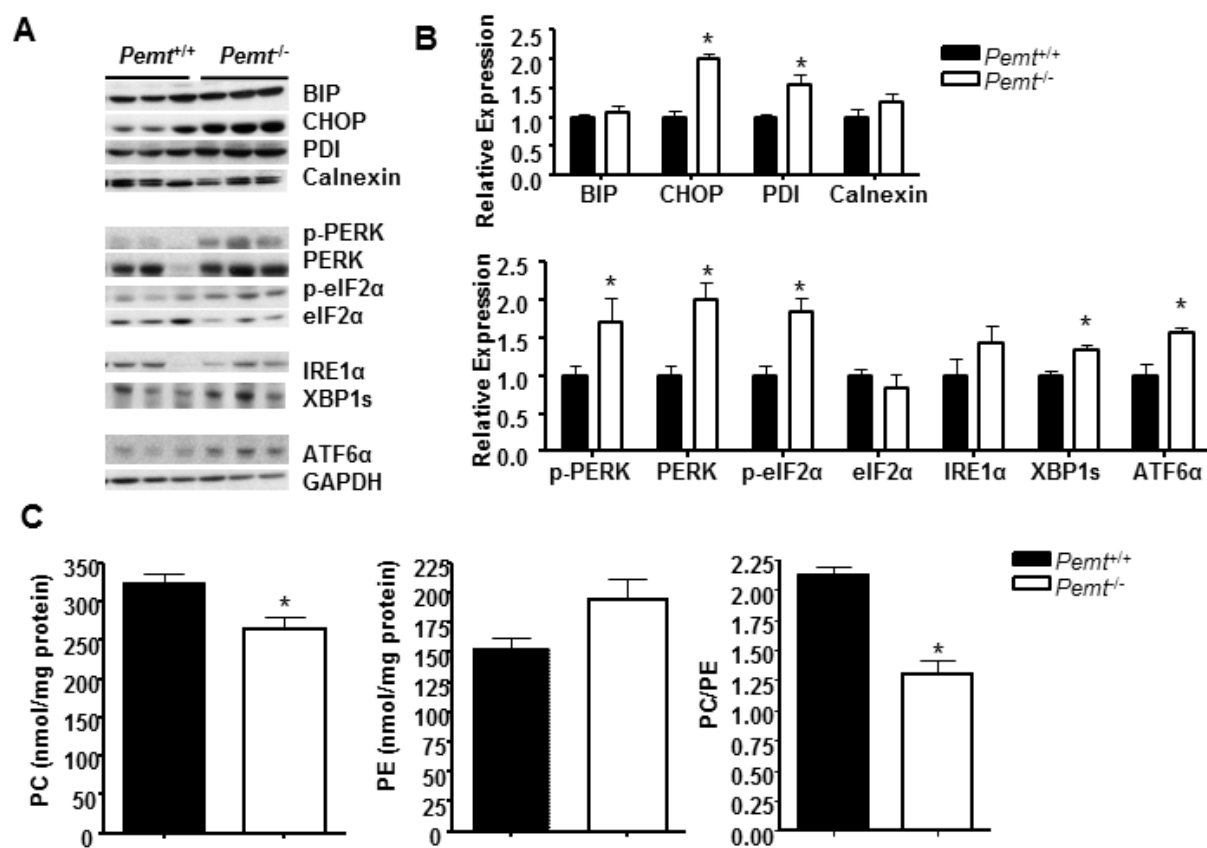 A
Pemt+/+ Pemt-/-
BIP
CHOP
PDI
Calnexin
p-PERK
PERK
p-eIF2α
eIF2α
IRE1α
XBP1s
ATF6α
GAPDH
B
Relative Expression
2.5
2.0
1.5
1.0
0.5
0.0
* *
BIP CHOP PDI Calnexin
Pemt+/+
Pemt-/-
Relative Expression
2.5
2.0
1.5
1.0
0.5
0.0
* * * * *
p-PERK PERK p-eIF2α eIF2α IRE1α XBP1s ATF6α
C
PC (nmol/mg protein)
350
300
250
200
150
100
50
0
*
PE (nmol/mg protein)
225
200
175
150
125
100
75
50
25
0
PC/PE
2.25
2.00
1.75
1.50
1.25
1.00
0.75
0.50
0.25
0.00
*
Pemt+/+
Pemt-/-